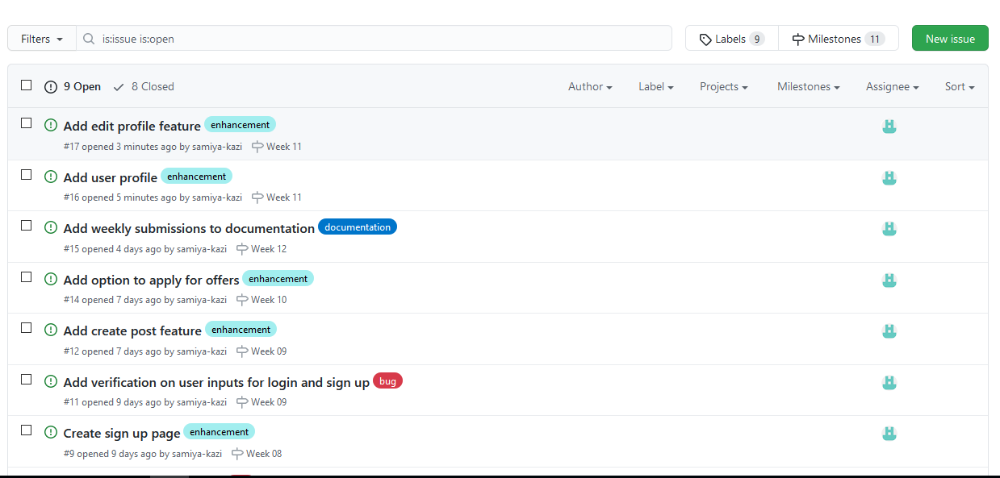 Filters is:issue is:open Labels 9 Milestones 11 New issue
9 Open 8 Closed Author Label Projects Milestones Assignee Sort
Add edit profile feature enhancement
#17 opened 3 minutes ago by samiya-kazi Week 11
Add user profile enhancement
#16 opened 5 minutes ago by samiya-kazi Week 11
Add weekly submissions to documentation documentation
#15 opened 4 days ago by samiya-kazi Week 12
Add option to apply for offers enhancement
#14 opened 7 days ago by samiya-kazi Week 10
Add create post feature enhancement
#12 opened 7 days ago by samiya-kazi Week 09
Add verification on user inputs for login and sign up bug
#11 opened 9 days ago by samiya-kazi Week 09
Create sign up page enhancement
#9 opened 9 days ago by samiya-kazi Week 08